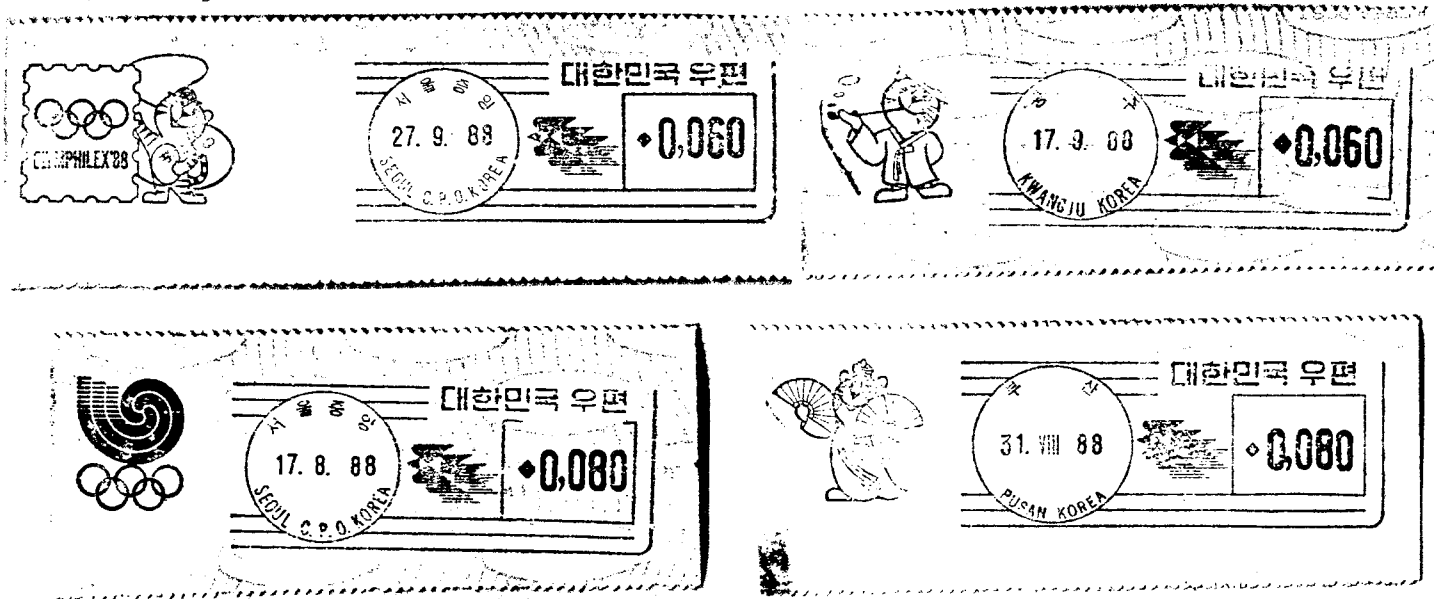 대한민국 우편
OLYMPHILEX'88
서울중앙
27. 9. 88
SEOUL C.P.O. KOREA
0,060
대한민국 우편
17. 9. 88
KWANGJU KOREA
0,060
대한민국 우편
서울중앙
17. 8. 88
SEOUL C.P.O. KOREA
0,080
대한민국 우편
부산
31. VIII 88
PUSAN KOREA
0,080